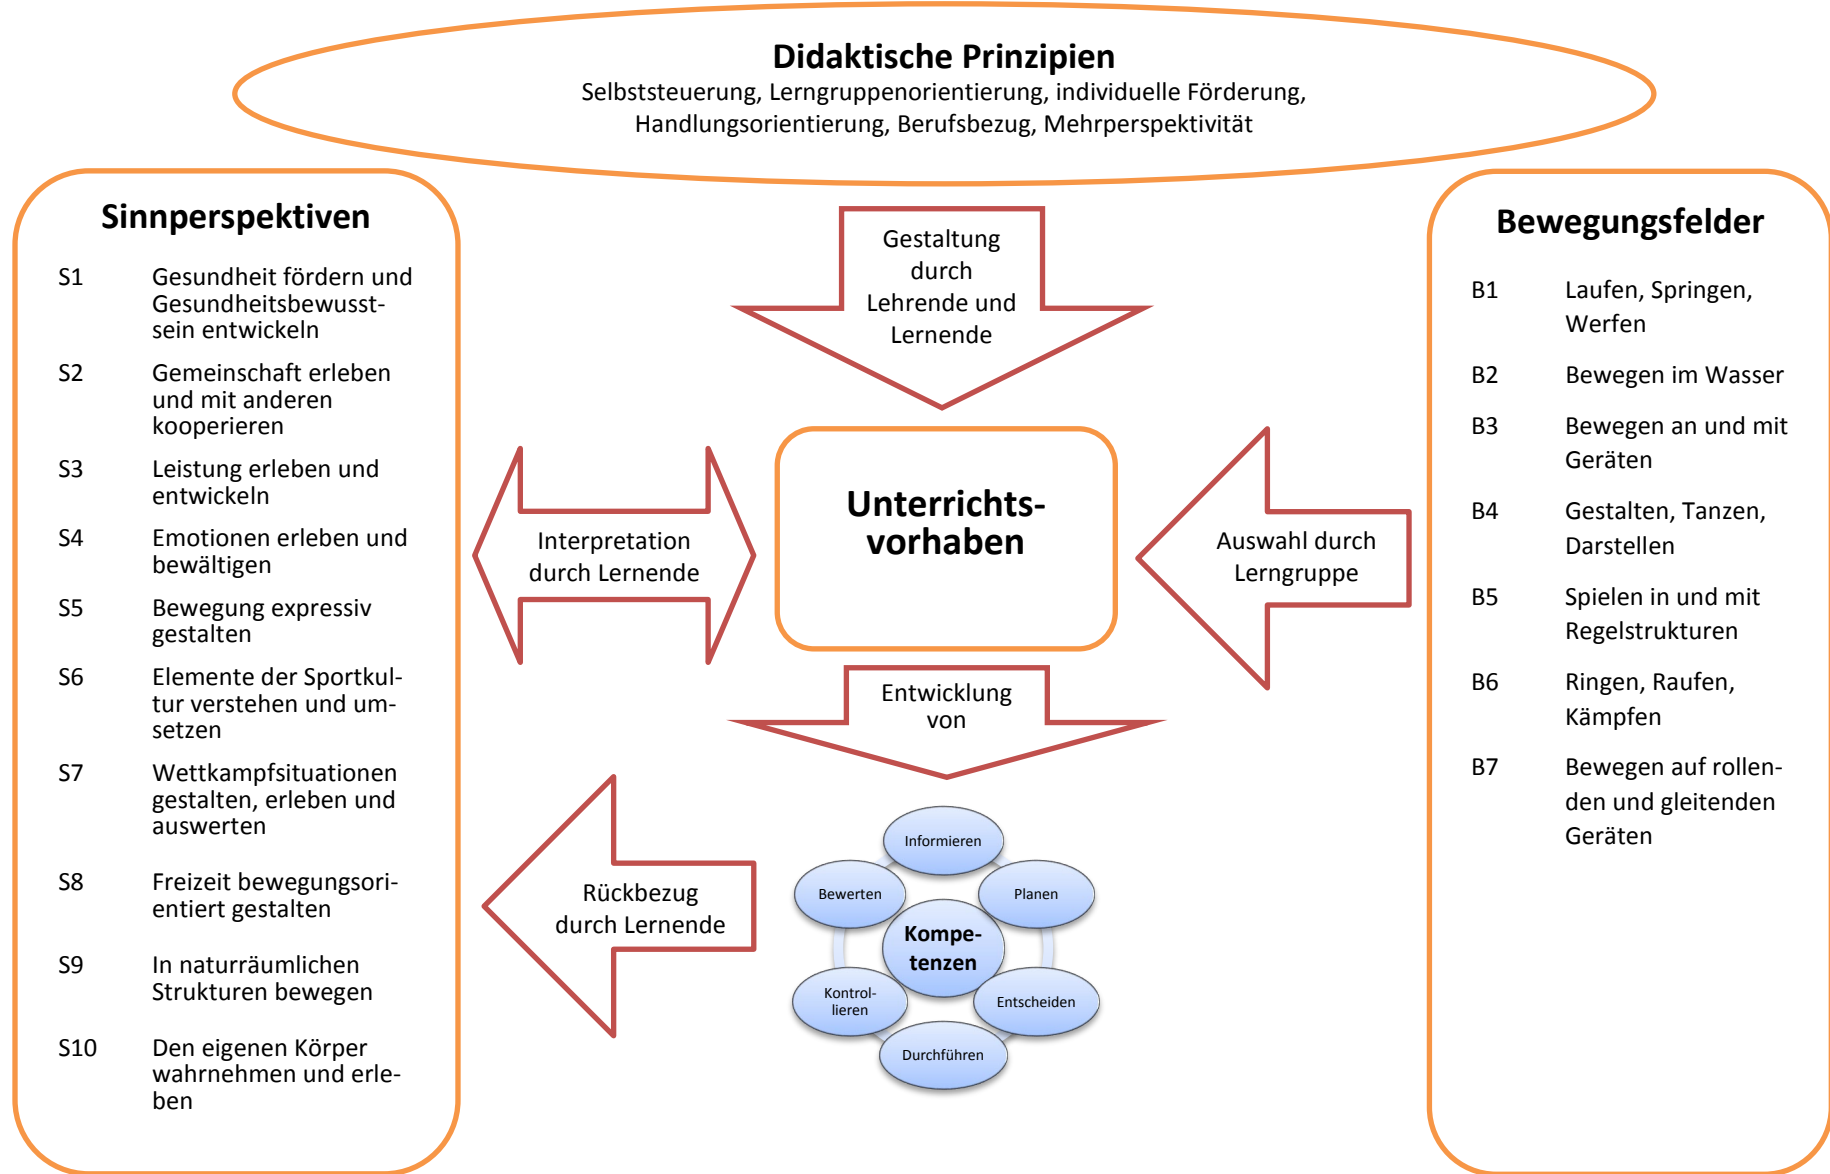 Didaktische Prinzipien
Selbststeuerung, Lerngruppenorientierung, individuelle Förderung,
Handlungsorientierung, Berufsbezug, Mehrperspektivität
Sinnperspektiven
S1 Gesundheit fördern und
Gesundheitsbewusst-
sein entwickeln
S2 Gemeinschaft erleben
und mit anderen
kooperieren
S3 Leistung erleben und
entwickeln
S4 Emotionen erleben und
bewältigen
S5 Bewegung expressiv
gestalten
S6 Elemente der Sportkul-
tur verstehen und um-
setzen
S7 Wettkampfsituationen
gestalten, erleben und
auswerten
S8 Freizeit bewegungsori-
entiert gestalten
S9 In naturräumlichen
Strukturen bewegen
S10 Den eigenen Körper
wahrnehmen und erle-
ben
Gestaltung
durch
Lehrende und
Lernende
Interpretation
durch Lernende
Unterrichts-
vorhaben
Auswahl durch
Lerngruppe
Entwicklung
von
Rückbezug
durch Lernende
Informieren
Bewerten
Planen
Kompe-
tenzen
Kontrol-
lieren
Entscheiden
Durchführen
Bewegungsfelder
B1 Laufen, Springen,
Werfen
B2 Bewegen im Wasser
B3 Bewegen an und mit
Geräten
B4 Gestalten, Tanzen,
Darstellen
B5 Spielen in und mit
Regelstrukturen
B6 Ringen, Raufen,
Kämpfen
B7 Bewegen auf rollen-
den und gleitenden
Geräten